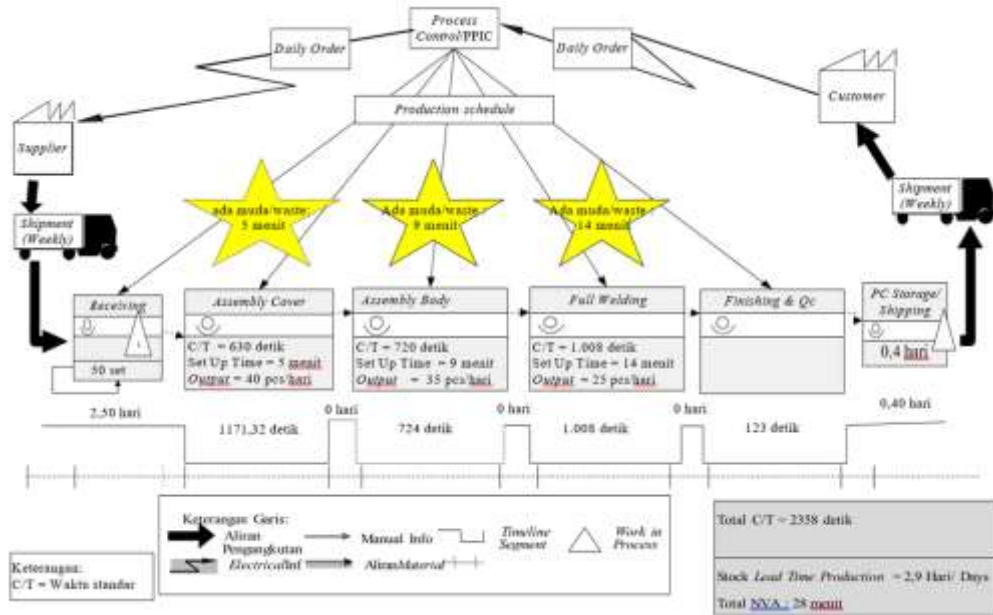 Process
Control/PPIC
Daily Order
Daily Order
Customer
Supplier
Production schedule
Shipment
(Weekly)
Shipment
(Weekly)
ada muda/waste;
5 menit
Ada muda/waste :
9 menit
Ada muda/waste :
14 menit
Receiving
Assembly Cover
Assembly Body
Full Welding
Finishing & Qc
PC Storage/
Shipping
C/T = 630 detik
Set Up Time = 5 menit
Output = 40 pcs/hari
C/T = 720 detik
Set Up Time = 9 menit
Output = 35 pcs/hari
C/T = 1.008 detik
Set Up Time = 14 menit
Output = 25 pcs/hari
0,4 hari
50 set
2,50 hari
0 hari
0 hari
0 hari
0,40 hari
1171,32 detik
724 detik
1.008 detik
123 detik
Keterangan Garis:
Aliran
Pengangkutan
Manual Info
Timeline
Segment
Work in
Process
ElectricalInf
AliranMaterial
Keterangan:
C/T = Waktu standar
Total C/T = 2358 detik
Stock Lead Time Production = 2,9 Hari/ Days
Total NVA : 28 menit